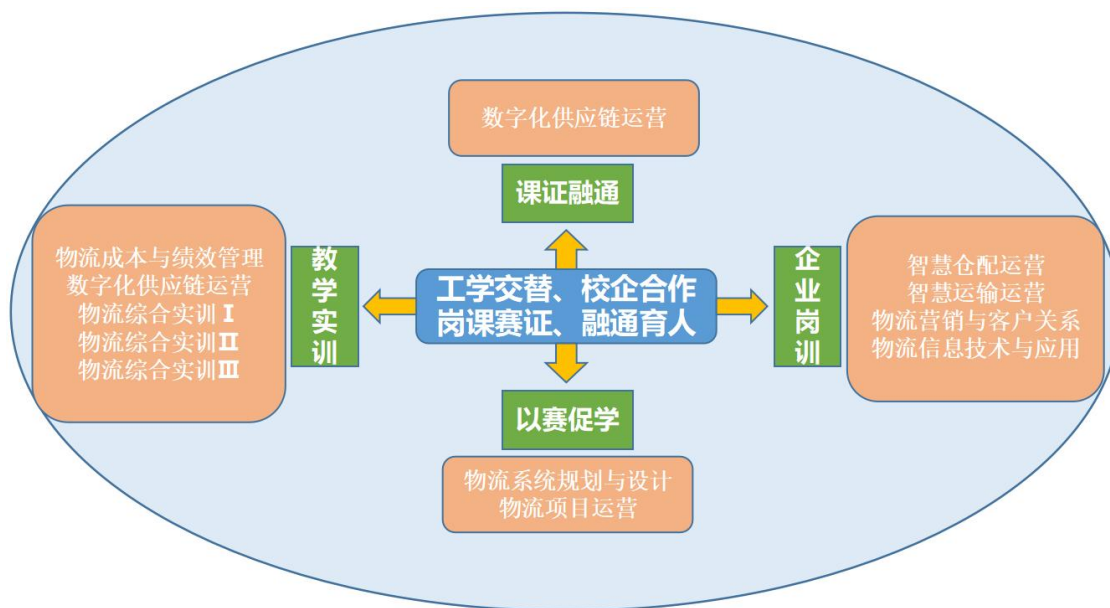 数字化供应链运营
课证融通
物流成本与绩效管理
数字化供应链运营
物流综合实训Ⅰ
物流综合实训Ⅱ
物流综合实训Ⅲ
教学实训
工学交替、校企合作
岗课赛证、融通育人
企业岗训
智慧仓配运营
智慧运输运营
物流营销与客户关系
物流信息技术与应用
以赛促学
物流系统规划与设计
物流项目运营